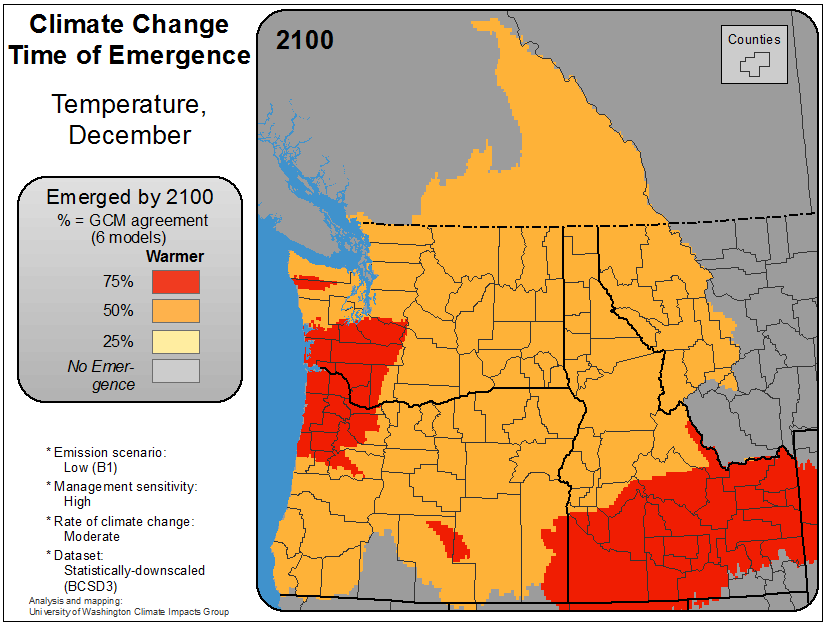 Climate Change
Time of Emergence
Temperature,
December
Emerged by 2100
% = GCM agreement
(6 models)
Warmer
75%
50%
25%
No Emer-
gence
* Emission scenario:
Low (B1)
* Management sensitivity:
High
* Rate of climate change:
Moderate
* Dataset:
Statistically-downscaled
(BCSD3)
Analysis and mapping:
University of Washington Climate Impacts Group
2100
Counties